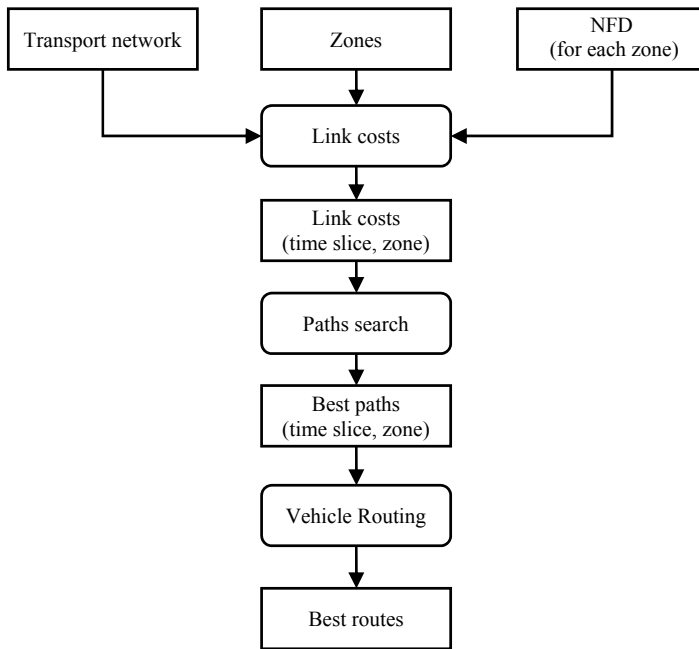 Transport network
Zones
NFD
(for each zone)
Link costs
Link costs
(time slice, zone)
Paths search
Best paths
(time slice, zone)
Vehicle Routing
Best routes